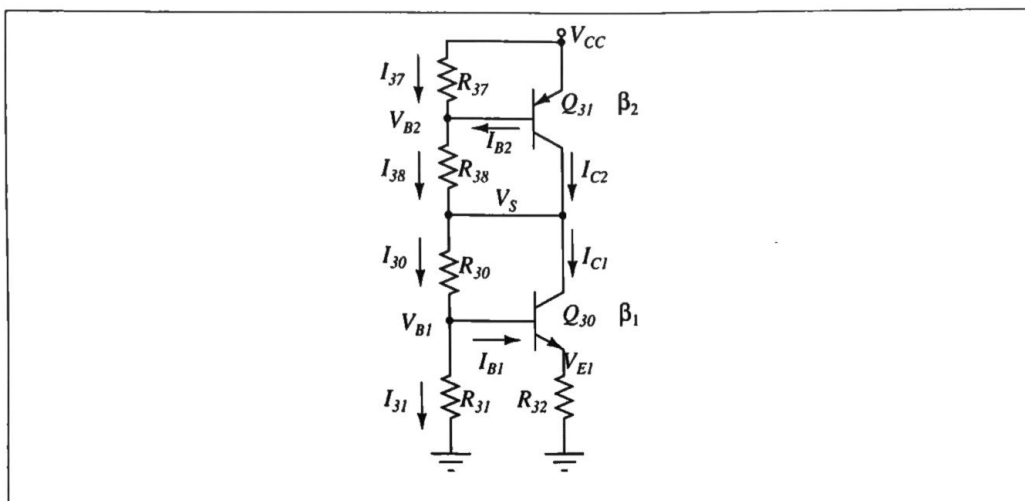 V_CC
I_37
R_37
Q_31 β_2
V_B2
I_B2
I_38
R_38
I_C2
V_S
I_30
R_30
I_C1
Q_30 β_1
V_B1
I_B1
V_E1
I_31
R_31
R_32